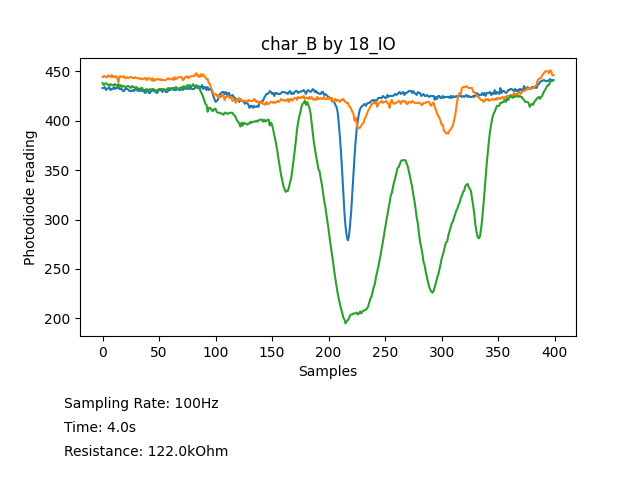 char_B by 18_IO
450
400
350
300
250
200
Photodiode reading
0 50 100 150 200 250 300 350 400
Samples
Sampling Rate: 100Hz
Time: 4.0s
Resistance: 122.0kOhm